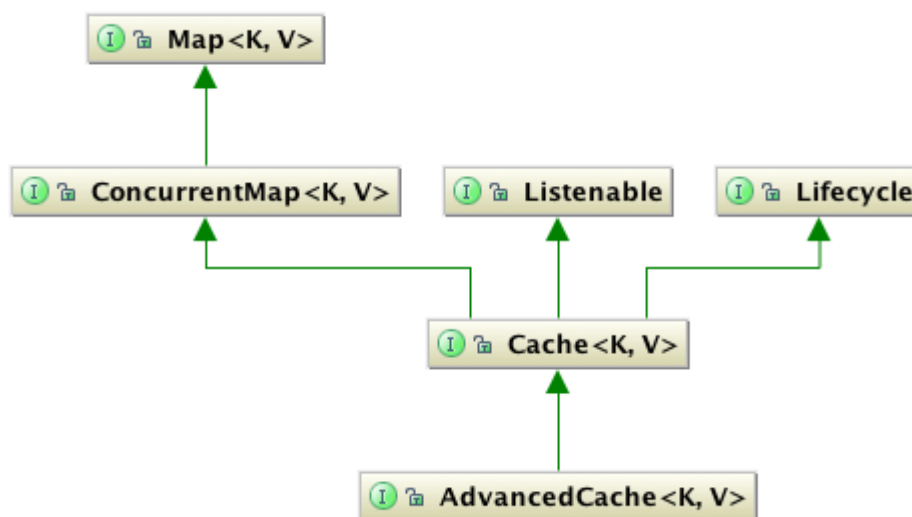 I Map<K, V>
I ConcurrentMap<K, V>
I Listenable
I Lifecycle
I Cache<K, V>
I AdvancedCache<K, V>